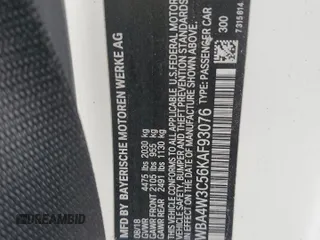 MFD BY BAYERISCHE MOTOREN WERKE AG
08/18
GVWR 4475 lbs 2030 kg
GAWR FRONT 2105 lbs 955 kg
GAWR REAR 2491 lbs 1130 kg
THIS VEHICLE CONFORMS TO ALL APPLICABLE U.S. FEDERAL MOTOR
VEHICLE SAFETY, BUMPER, AND THEFT PREVENTION STANDARDS
IN EFFECT ON THE DATE OF MANUFACTURE SHOWN ABOVE.
WBA4W3C56KAF93076 TYPE: PASSENGER CAR
300
7315614
DREAMBID